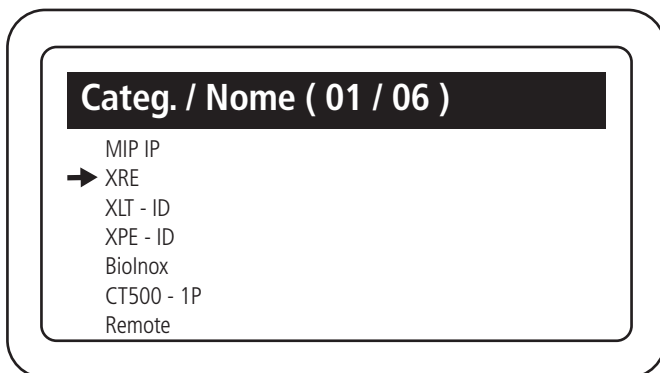 Categ. / Nome ( 01 / 06 )
MIP IP
XRE
XLT - ID
XPE - ID
BioInox
CT500 - 1P
Remote